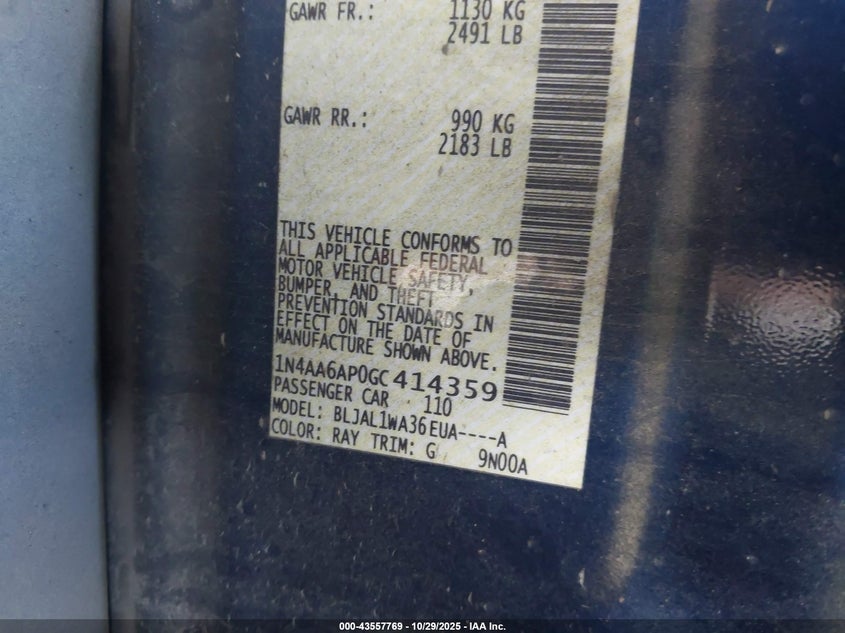 GAWR FR.: 1130 KG
2491 LB
GAWR RR.: 990 KG
2183 LB
THIS VEHICLE CONFORMS TO
ALL APPLICABLE FEDERAL
MOTOR VEHICLE SAFETY,
BUMPER, AND THEFT
PREVENTION STANDARDS IN
EFFECT ON THE DATE OF
MANUFACTURE SHOWN ABOVE.
1N4AA6AP0GC414359
PASSENGER CAR 110
MODEL: BLJAL1WA36EUA----A
COLOR: RAY TRIM: G 9N00A
000-43557769 - 10/29/2025 - IAA Inc.